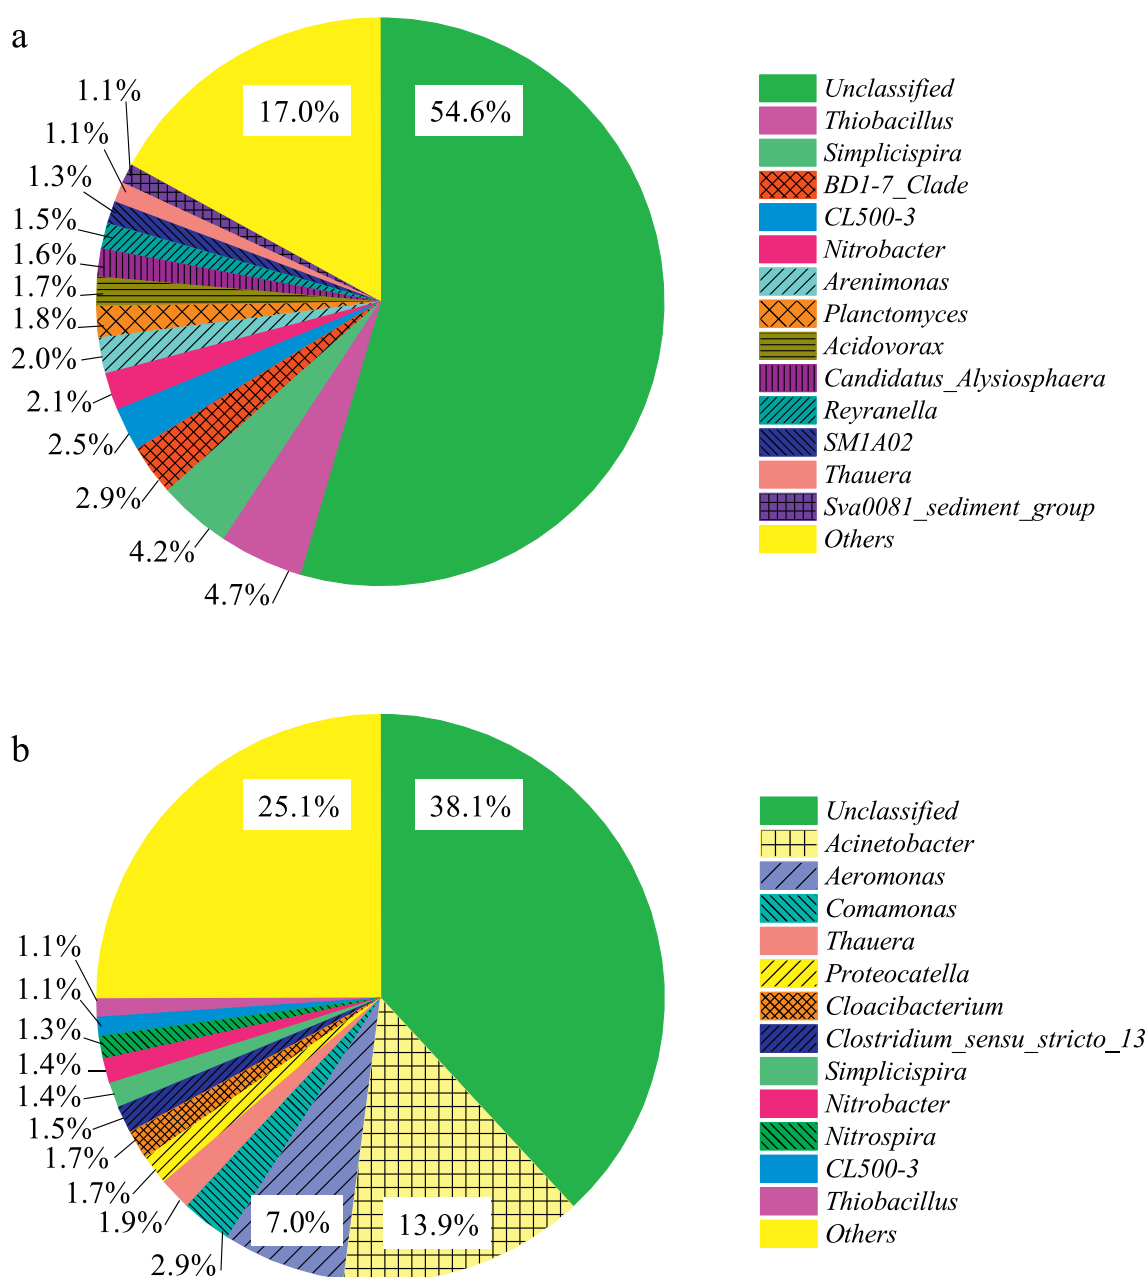 a
17.0%
54.6%
1.1%
1.1%
1.3%
1.5%
1.6%
1.7%
1.8%
2.0%
2.1%
2.5%
2.9%
4.2%
4.7%
Unclassified
Thiobacillus
Simplicispira
BD1-7_Clade
CL500-3
Nitrobacter
Arenimonas
Planctomyces
Acidovorax
Candidatus_Alysiosphaera
Reyranella
SM1A02
Thauera
Sva0081_sediment_group
Others
b
25.1%
38.1%
1.1%
1.1%
1.3%
1.4%
1.4%
1.5%
1.7%
1.7%
1.9%
2.9%
7.0%
13.9%
Unclassified
Acinetobacter
Aeromonas
Comamonas
Thauera
Proteocatella
Cloacibacterium
Clostridium_sensu_stricto_13
Simplicispira
Nitrobacter
Nitrospira
CL500-3
Thiobacillus
Others